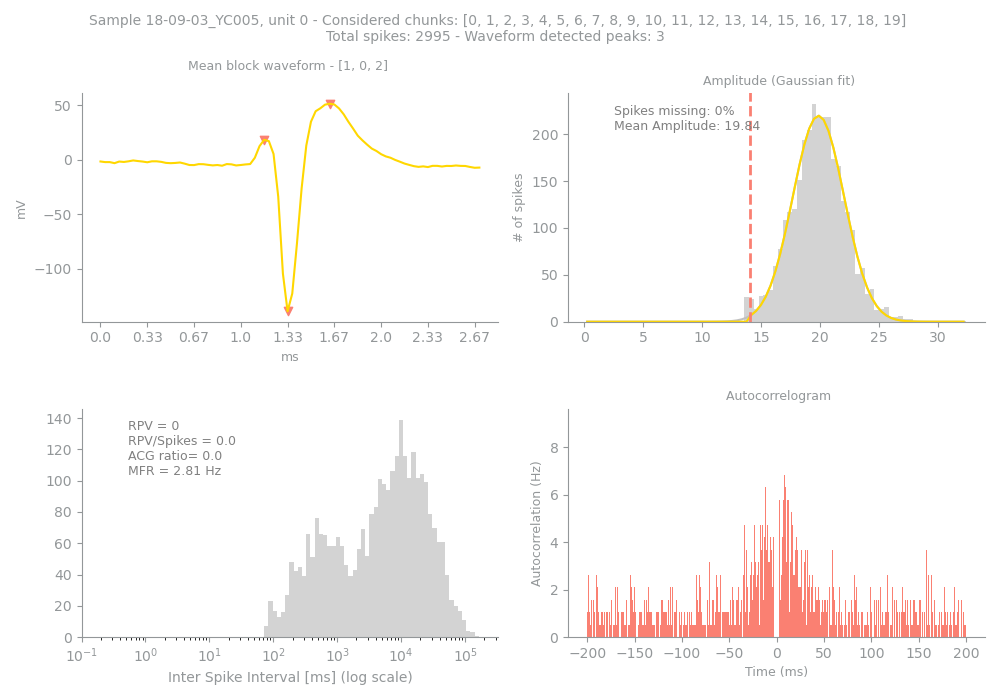 Sample 18-09-03_YC005, unit 0 - Considered chunks: [0, 1, 2, 3, 4, 5, 6, 7, 8, 9, 10, 11, 12, 13, 14, 15, 16, 17, 18, 19]
Total spikes: 2995 - Waveform detected peaks: 3
Mean block waveform - [1, 0, 2]
50
0
−50
−100
mV
0.0 0.33 0.67 1.0 1.33 1.67 2.0 2.33 2.67
ms
Amplitude (Gaussian fit)
Spikes missing: 0%
Mean Amplitude: 19.84
200
150
100
50
0
# of spikes
0 5 10 15 20 25 30
RPV = 0
RPV/Spikes = 0.0
ACG ratio= 0.0
MFR = 2.81 Hz
140
120
100
80
60
40
20
0
10⁻¹ 10⁰ 10¹ 10² 10³ 10⁴ 10⁵
Inter Spike Interval [ms] (log scale)
Autocorrelogram
8
6
4
2
0
Autocorrelation (Hz)
−200 −150 −100 −50 0 50 100 150 200
Time (ms)